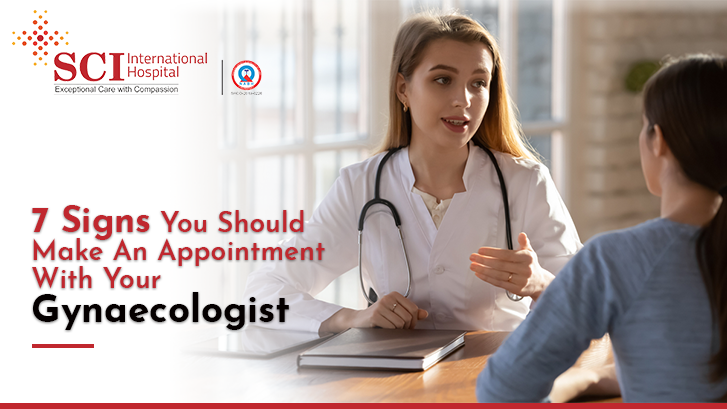 SCI International
Hospital
Exceptional Care with Compassion
7 Signs You Should
Make An Appointment
With Your
Gynaecologist